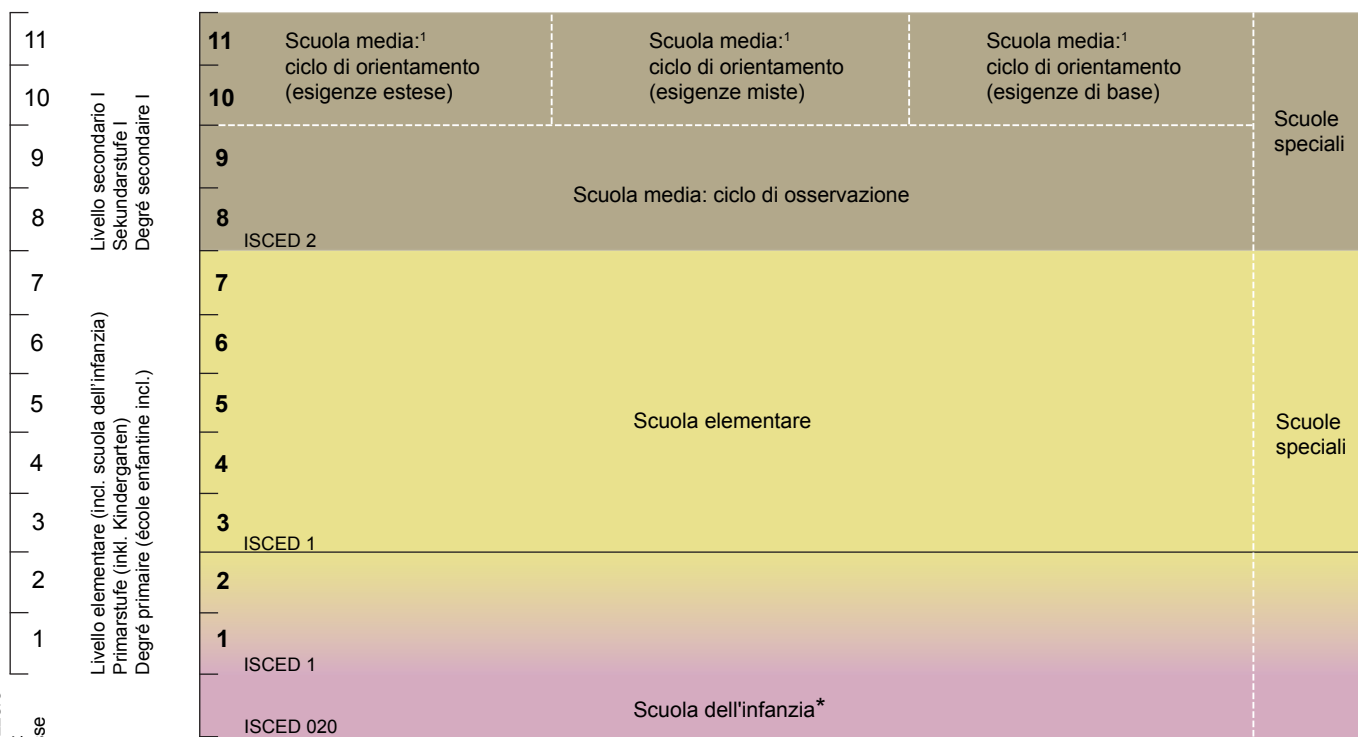 11
10
9
8
7
6
5
4
3
2
1
Livello secondario I
Sekundarstufe I
Degré secondaire I
Livello elementare (incl. scuola dell'infanzia)
Primarstufe (inkl. Kindergarten)
Degré primaire (école enfantine incl.)
11
10
9
8
ISCED 2
7
6
5
4
3
ISCED 1
2
1
ISCED 1
ISCED 020
Scuola media:¹
ciclo di orientamento
(esigenze estese)
Scuola media:¹
ciclo di orientamento
(esigenze miste)
Scuola media:¹
ciclo di orientamento
(esigenze di base)
Scuole
speciali
Scuola media: ciclo di osservazione
Scuola elementare
Scuole
speciali
Scuola dell'infanzia*